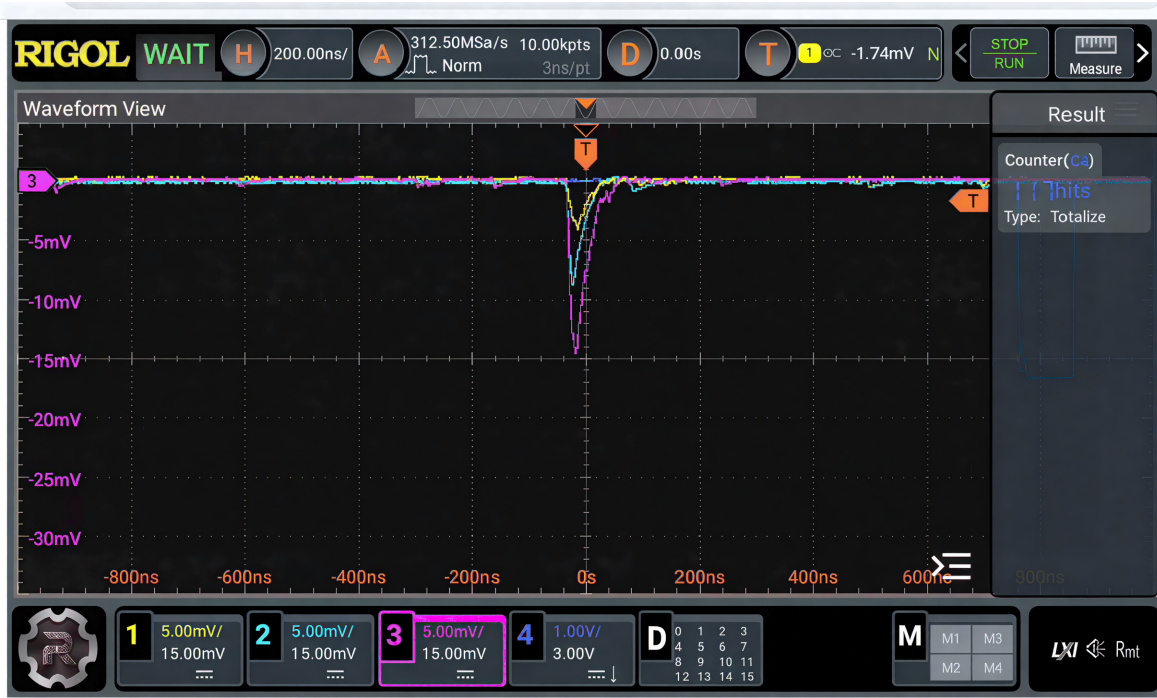 RIGOL WAIT H 200.00ns/ A 312.50MSa/s 10.00kpts D 0.00s T 1 DC -1.74mV N STOP
Norm 3ns/pt RUN Measure
Waveform View
Result
T
Counter(
3
hits
T
Type: Totalize
-5mV
-10mV
-15mV
-20mV
-25mV
-30mV
-800ns -600ns -400ns -200ns 0s 200ns 400ns 600ns 800ns
R
1 5.00mV/ 15.00mV
2 5.00mV/ 15.00mV
3 5.00mV/ 15.00mV
4 1.00V/ 3.00V
D 0 1 2 3
4 5 6 7
8 9 10 11
12 13 14 15
M M1 M3
M2 M4
LXI Rmt